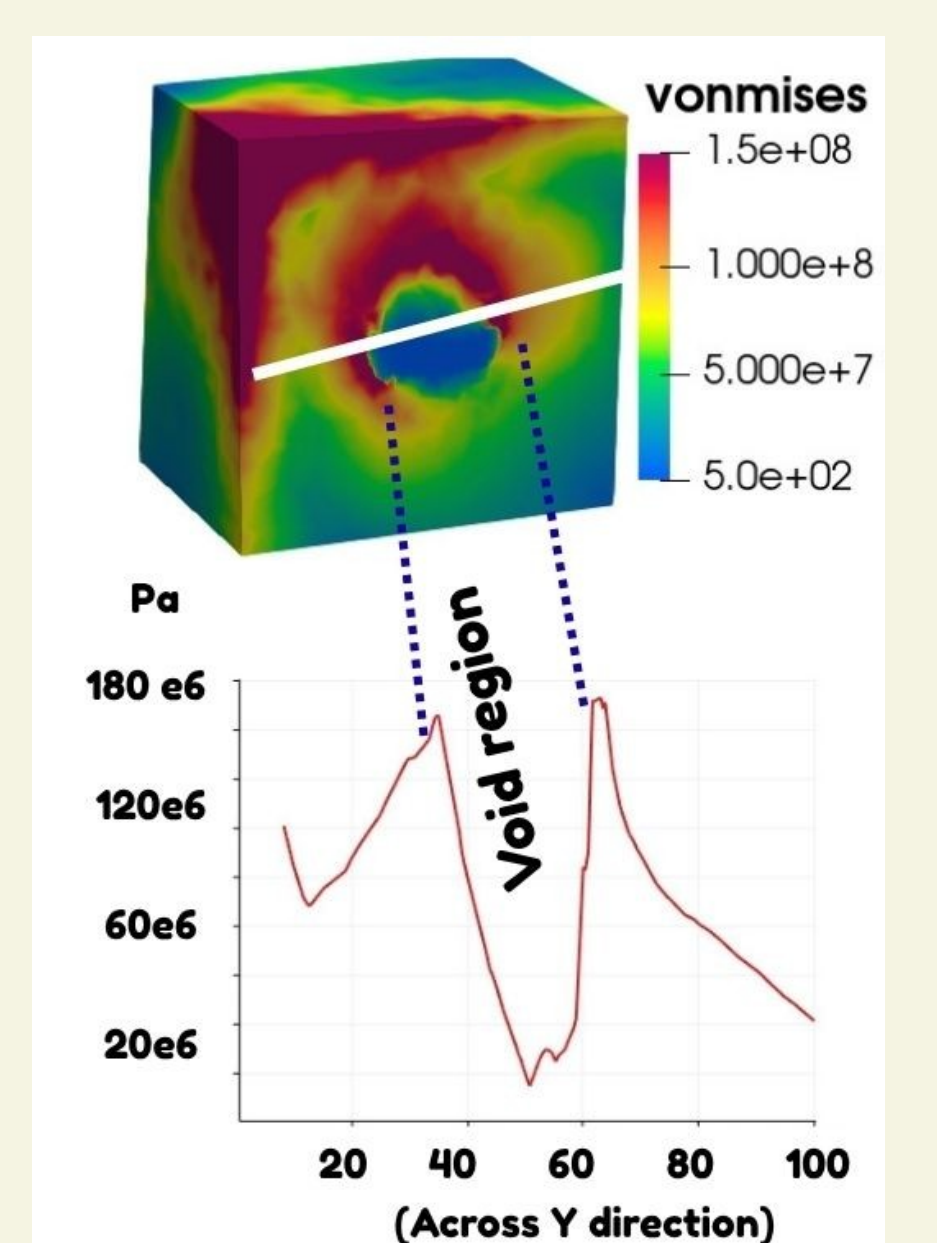 vonmises
1.5e+08
1.000e+8
5.000e+7
5.0e+02
Pa
Void region
180 e6
120e6
60e6
20e6
20 40 60 80 100
(Across Y direction)